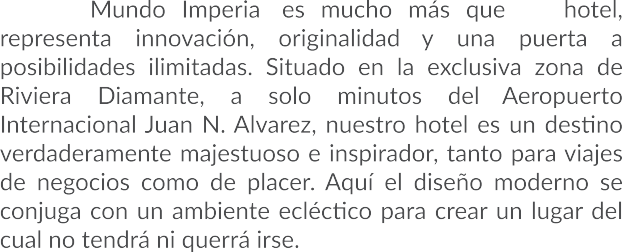 Mundo Imperia es mucho más que hotel,
representa innovación, originalidad y una puerta a
posibilidades ilimitadas. Situado en la exclusiva zona de
Riviera Diamante, a solo minutos del Aeropuerto
Internacional Juan N. Alvarez, nuestro hotel es un destino
verdaderamente majestuoso e inspirador, tanto para viajes
de negocios como de placer. Aquí el diseño moderno se
conjuga con un ambiente ecléctico para crear un lugar del
cual no tendrá ni querrá irse.